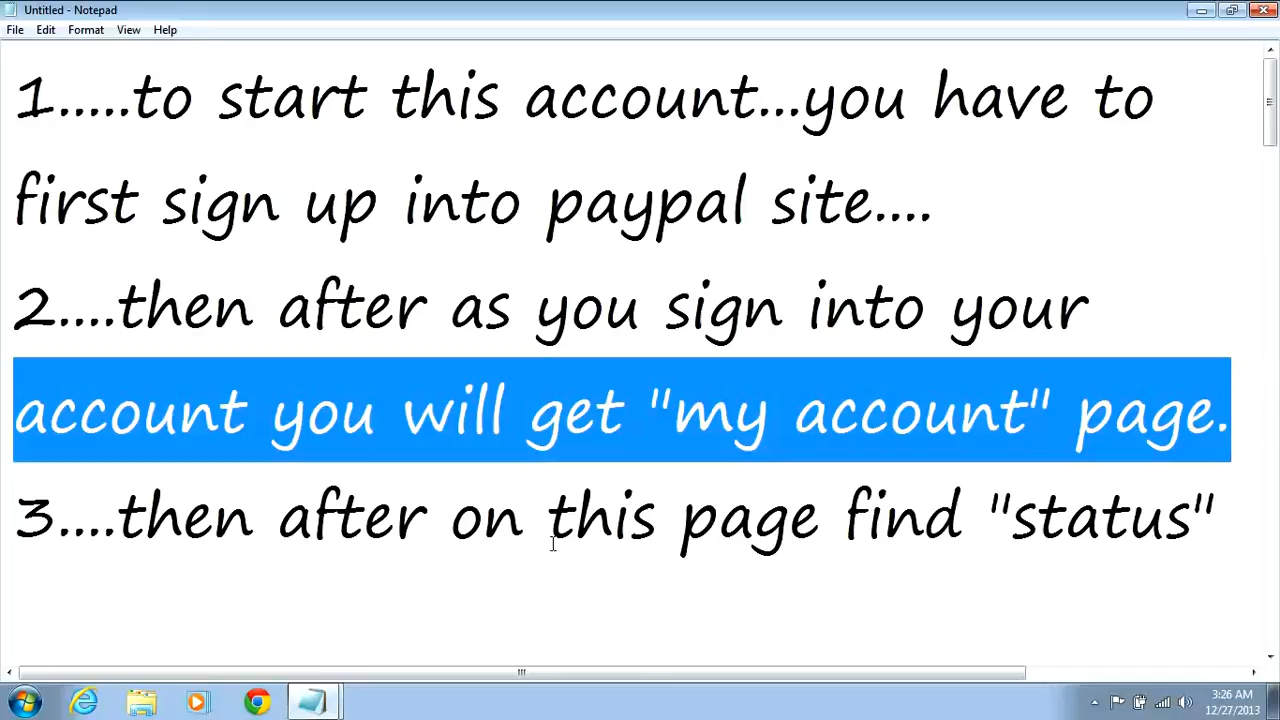 Untitled - Notepad
File Edit Format View Help
1.....to start this account...you have to
first sign up into paypal site....
2....then after as you sign into your
account you will get "my account" page.
3....then after on this page find "status"
3:26 AM
12/27/2013